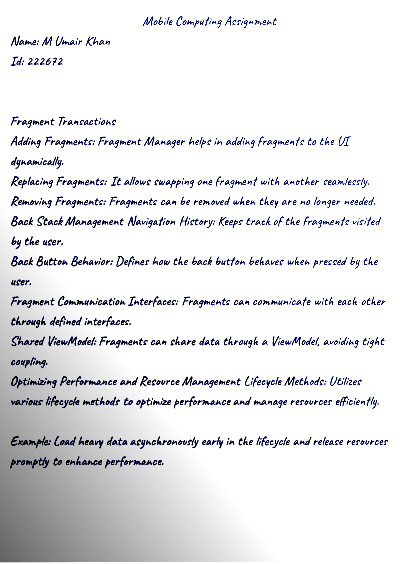 Mobile Computing Assignment
Name: M Umair Khan
Id: 222672
Fragment Transactions
Adding Fragments: Fragment Manager helps in adding fragments to the UI
dynamically.
Replacing Fragments: It allows swapping one fragment with another seamlessly.
Removing Fragments: Fragments can be removed when they are no longer needed.
Back Stack Management Navigation History: Keeps track of the fragments visited
by the user.
Back Button Behavior: Defines how the back button behaves when pressed by the
user.
Fragment Communication Interfaces: Fragments can communicate with each other
through defined interfaces.
Shared ViewModel: Fragments can share data through a ViewModel, avoiding tight
coupling.
Optimizing Performance and Resource Management Lifecycle Methods: Utilizes
various lifecycle methods to optimize performance and manage resources efficiently.
Example: Load heavy data asynchronously early in the lifecycle and release resources
promptly to enhance performance.